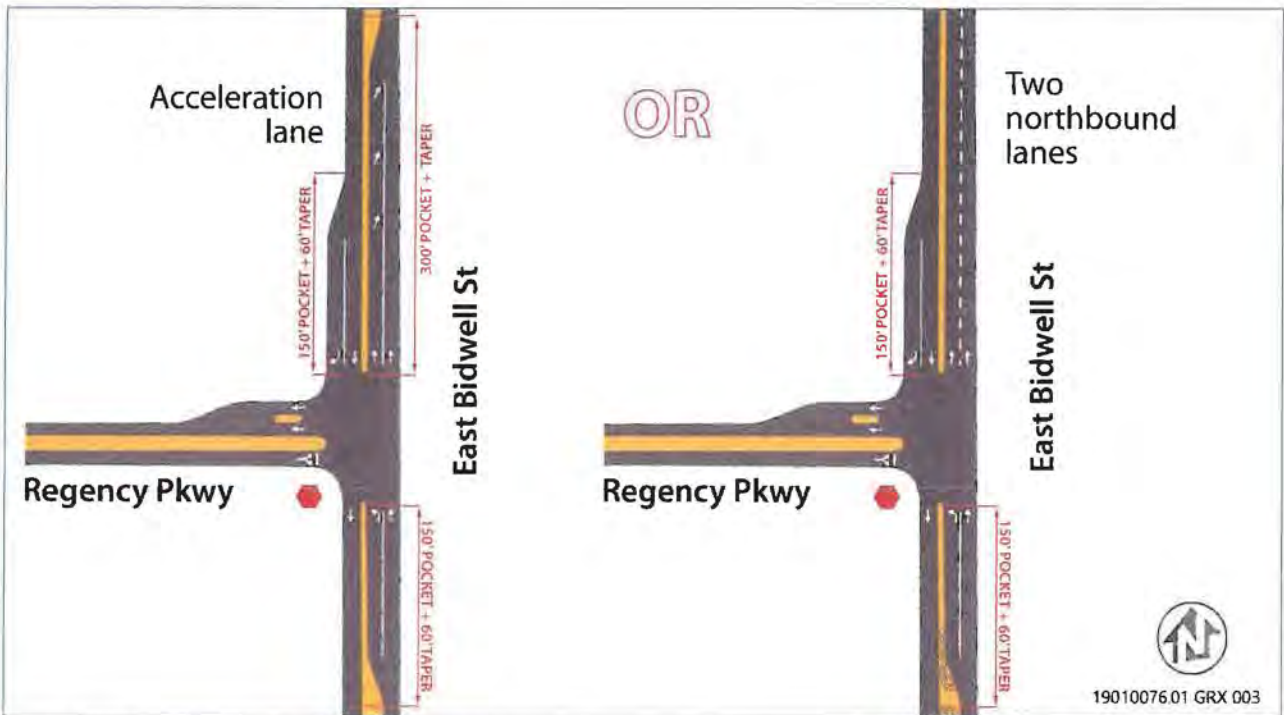 Acceleration
lane
150' POCKET + 60' TAPER
300' POCKET + TAPER
East Bidwell St
Regency Pkwy
150' POCKET + 60' TAPER
OR
Two
northbound
lanes
150' POCKET + 60' TAPER
East Bidwell St
Regency Pkwy
150' POCKET + 60' TAPER
N
19010076.01 GRX 003